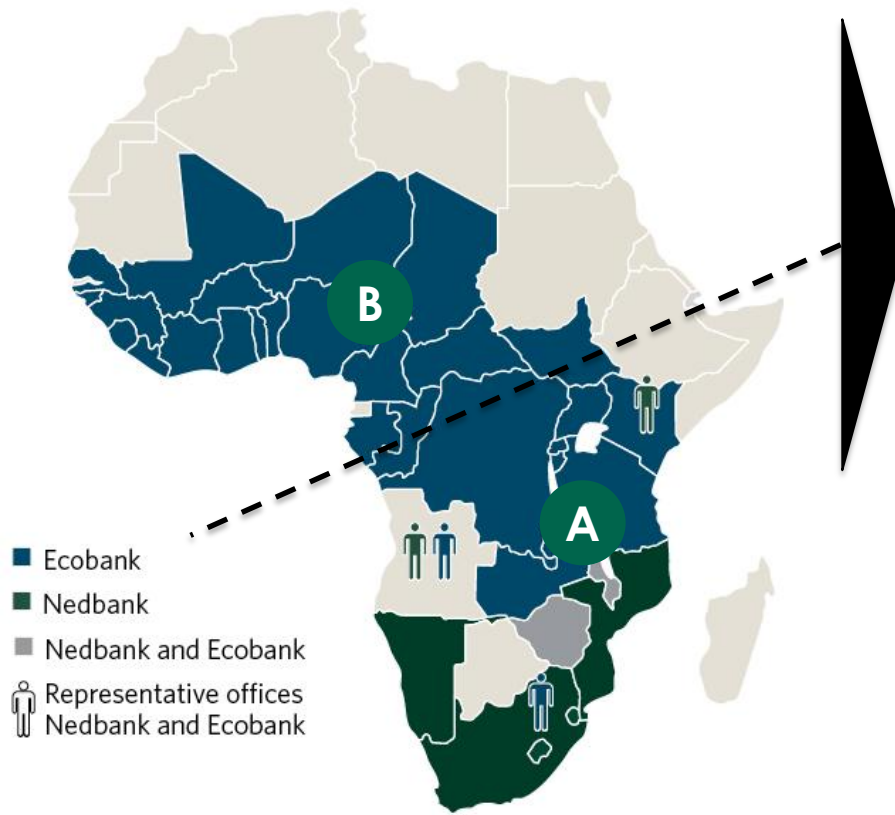 B
A
Ecobank
Nedbank
Nedbank and Ecobank
Representative offices
Nedbank and Ecobank